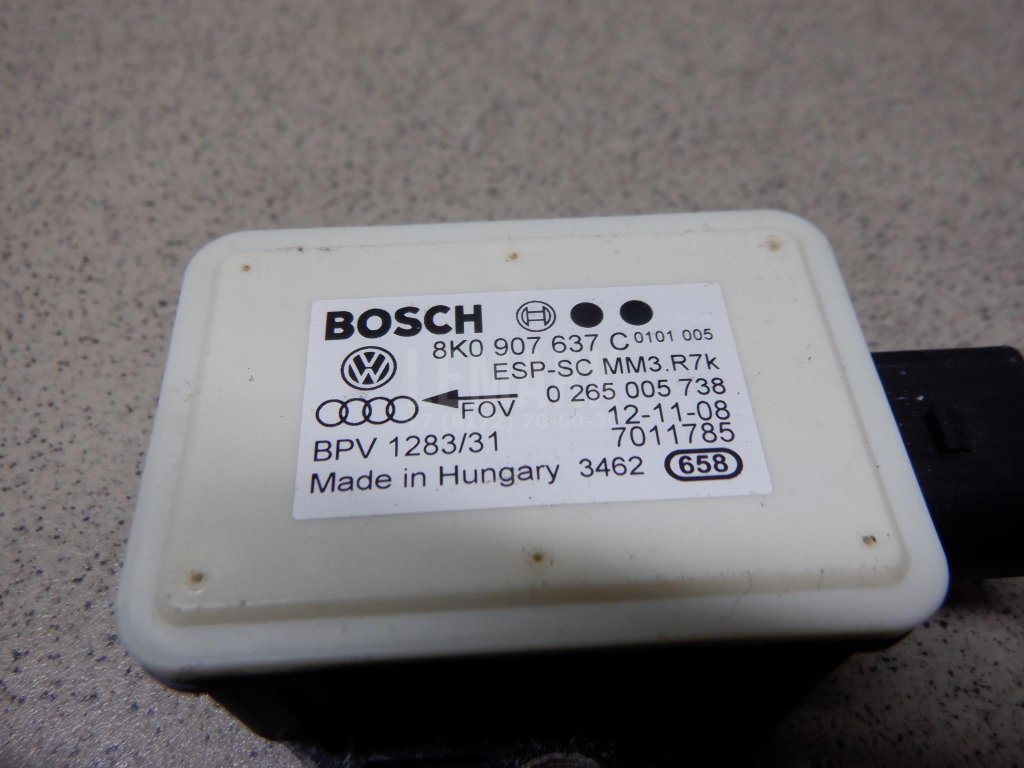 BOSCH
8K0 907 637 C 0101 005
ESP-SC MM3.R7k
0 265 005 738
FOV
12-11-08
BPV 1283/31
7011785
Made in Hungary 3462 658